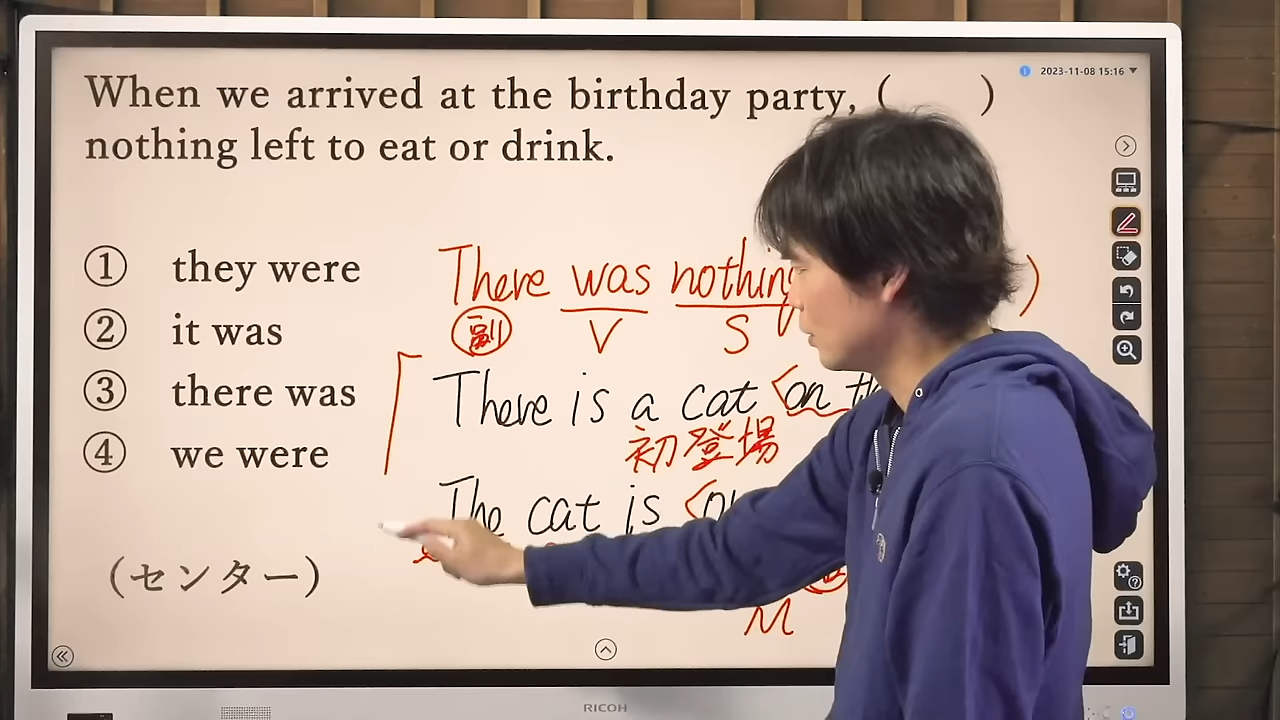 2023-11-08 15:16
When we arrived at the birthday party, ( )
nothing left to eat or drink.
① they were
② it was
③ there was
④ we were
(センター)
There was nothing )
副 V S
There is a cat <on
初登場
The cat is <on
M
RICOH